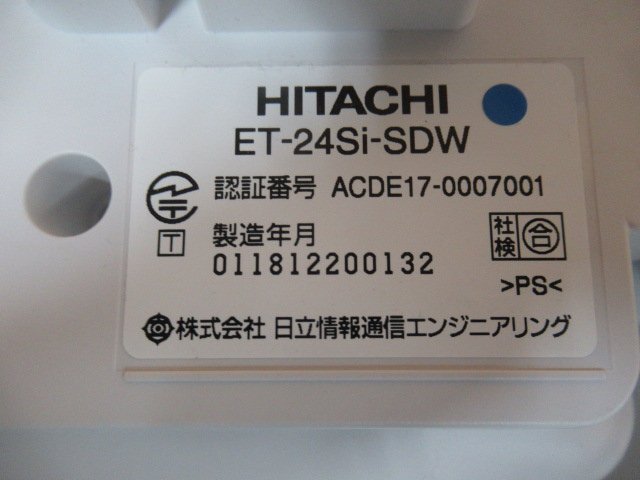 HITACHI
ET-24Si-SDW
認証番号 ACDE17-0007001
T
製造年月
011812200132
社検 合
>PS<
株式会社 日立情報通信エンジニアリング